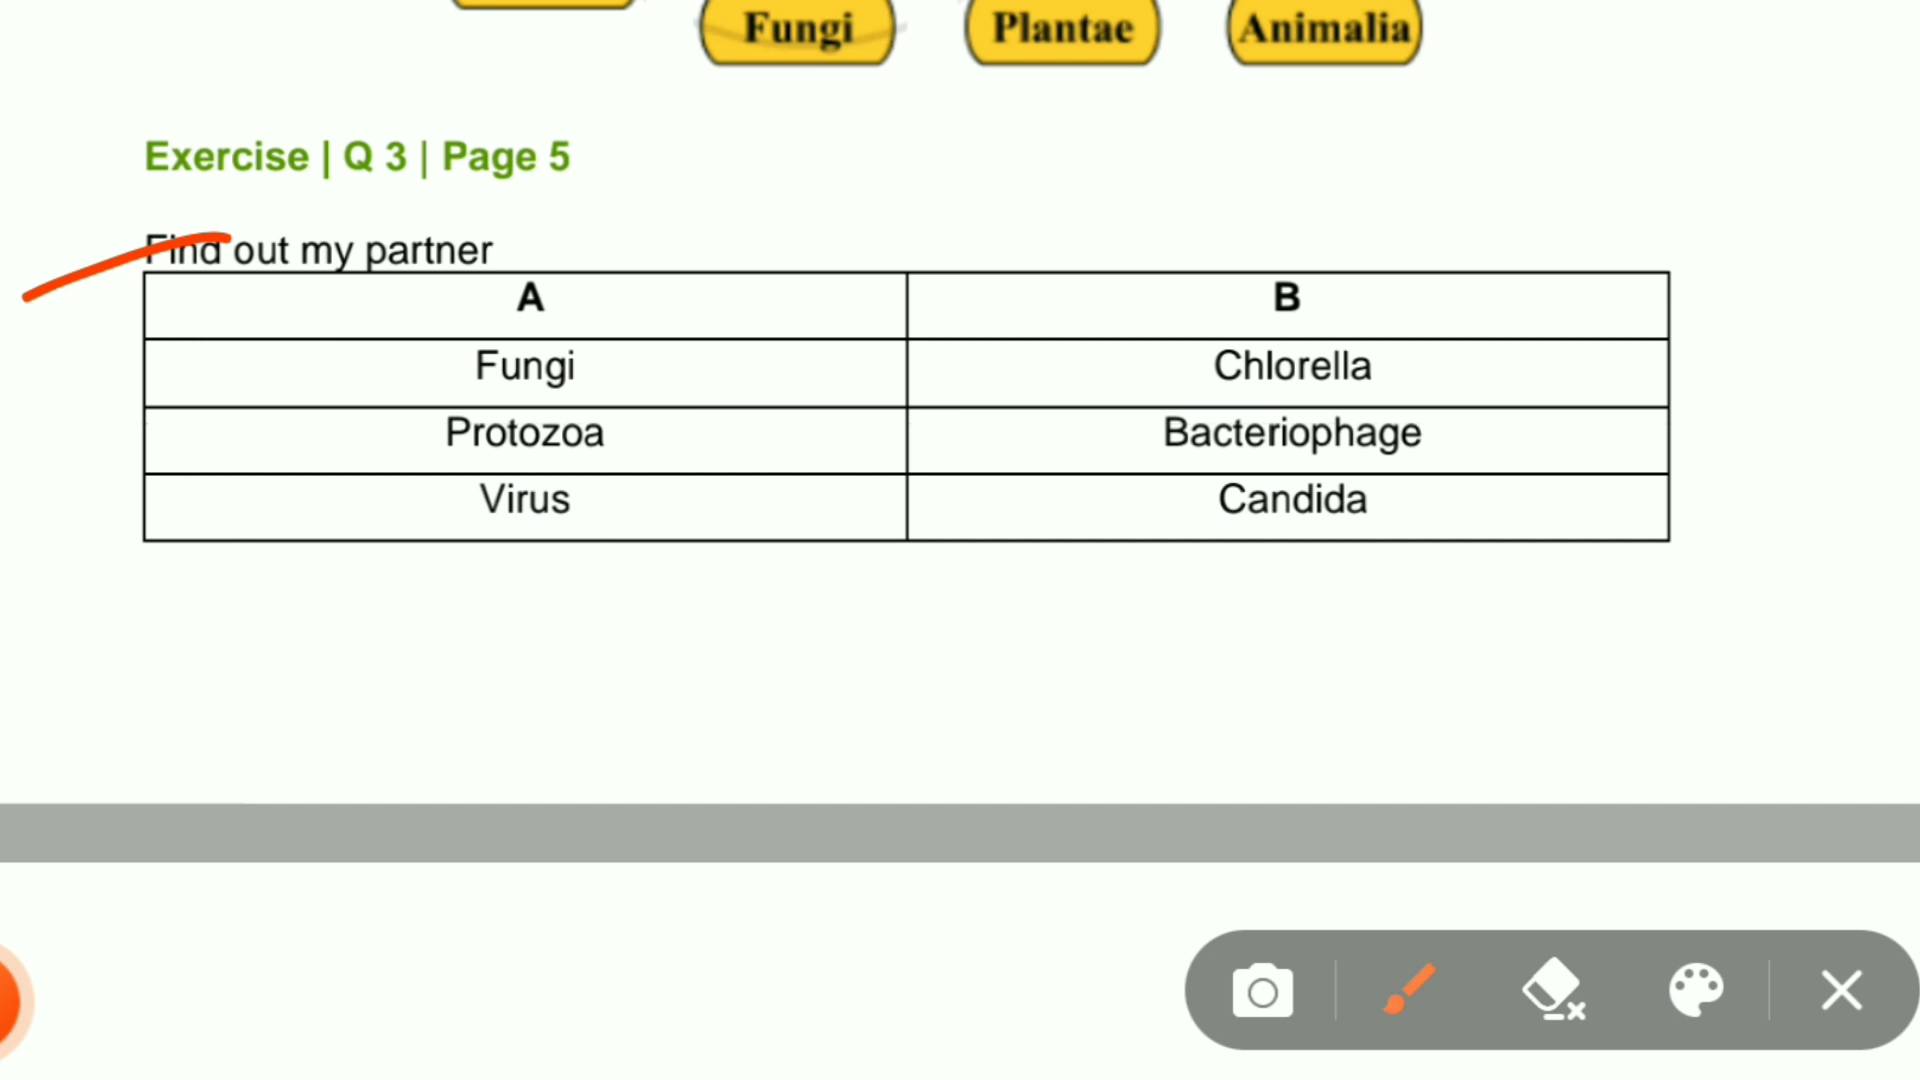 Fungi Plantae Animalia
Exercise | Q 3 | Page 5
Find out my partner
A B
Fungi Chlorella
Protozoa Bacteriophage
Virus Candida